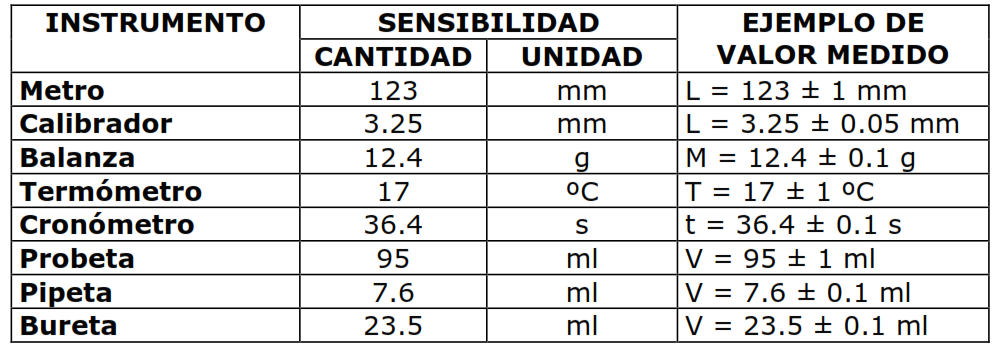 INSTRUMENTO SENSIBILIDAD EJEMPLO DE
CANTIDAD UNIDAD VALOR MEDIDO
Metro 123 mm L = 123 ± 1 mm
Calibrador 3.25 mm L = 3.25 ± 0.05 mm
Balanza 12.4 g M = 12.4 ± 0.1 g
Termómetro 17 ºC T = 17 ± 1 ºC
Cronómetro 36.4 s t = 36.4 ± 0.1 s
Probeta 95 ml V = 95 ± 1 ml
Pipeta 7.6 ml V = 7.6 ± 0.1 ml
Bureta 23.5 ml V = 23.5 ± 0.1 ml